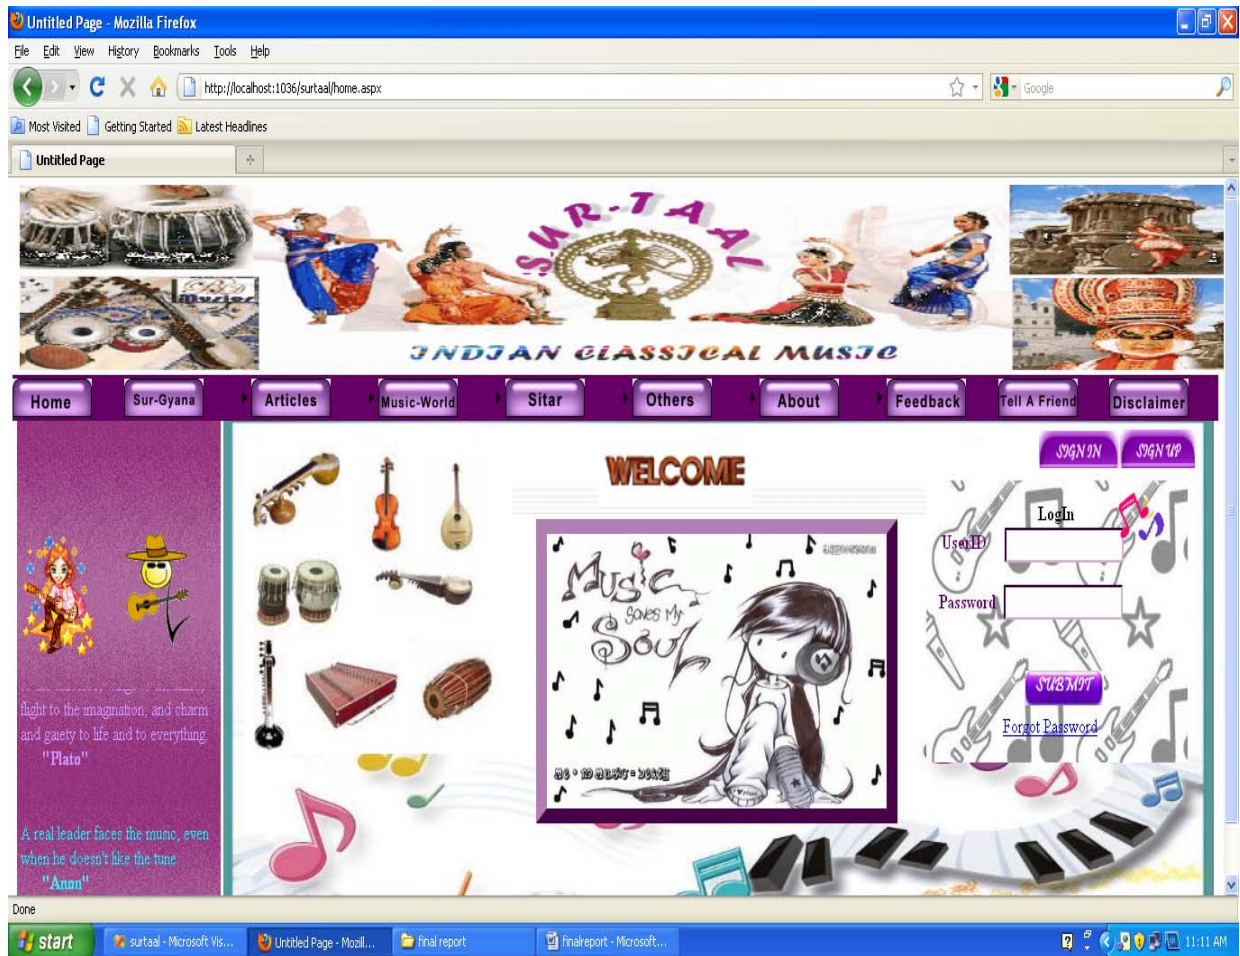 Untitled Page - Mozilla Firefox
File Edit View History Bookmarks Tools Help
http://localhost:1036/surtaal/home.aspx
Google
Most Visited Getting Started Latest Headlines
Untitled Page
SUR-TAAL
INDIAN CLASSICAL MUSIC
Home Sur-Gyana Articles Music-World Sitar Others About Feedback Tell A Friend Disclaimer
SIGN IN SIGN UP
WELCOME
LogIn
UserID
Password
SUBMIT
Forgot Password
MUSIC
SAVES MY
SOUL
flight to the imagination, and charm
and gaiety to life and to everything.
"Plato"
A real leader faces the music, even
when he doesn't like the tune
"Anon"
Done
start surtaal - Microsoft Vis... Untitled Page - Mozill... final report finalreport - Microsoft... 11:11 AM